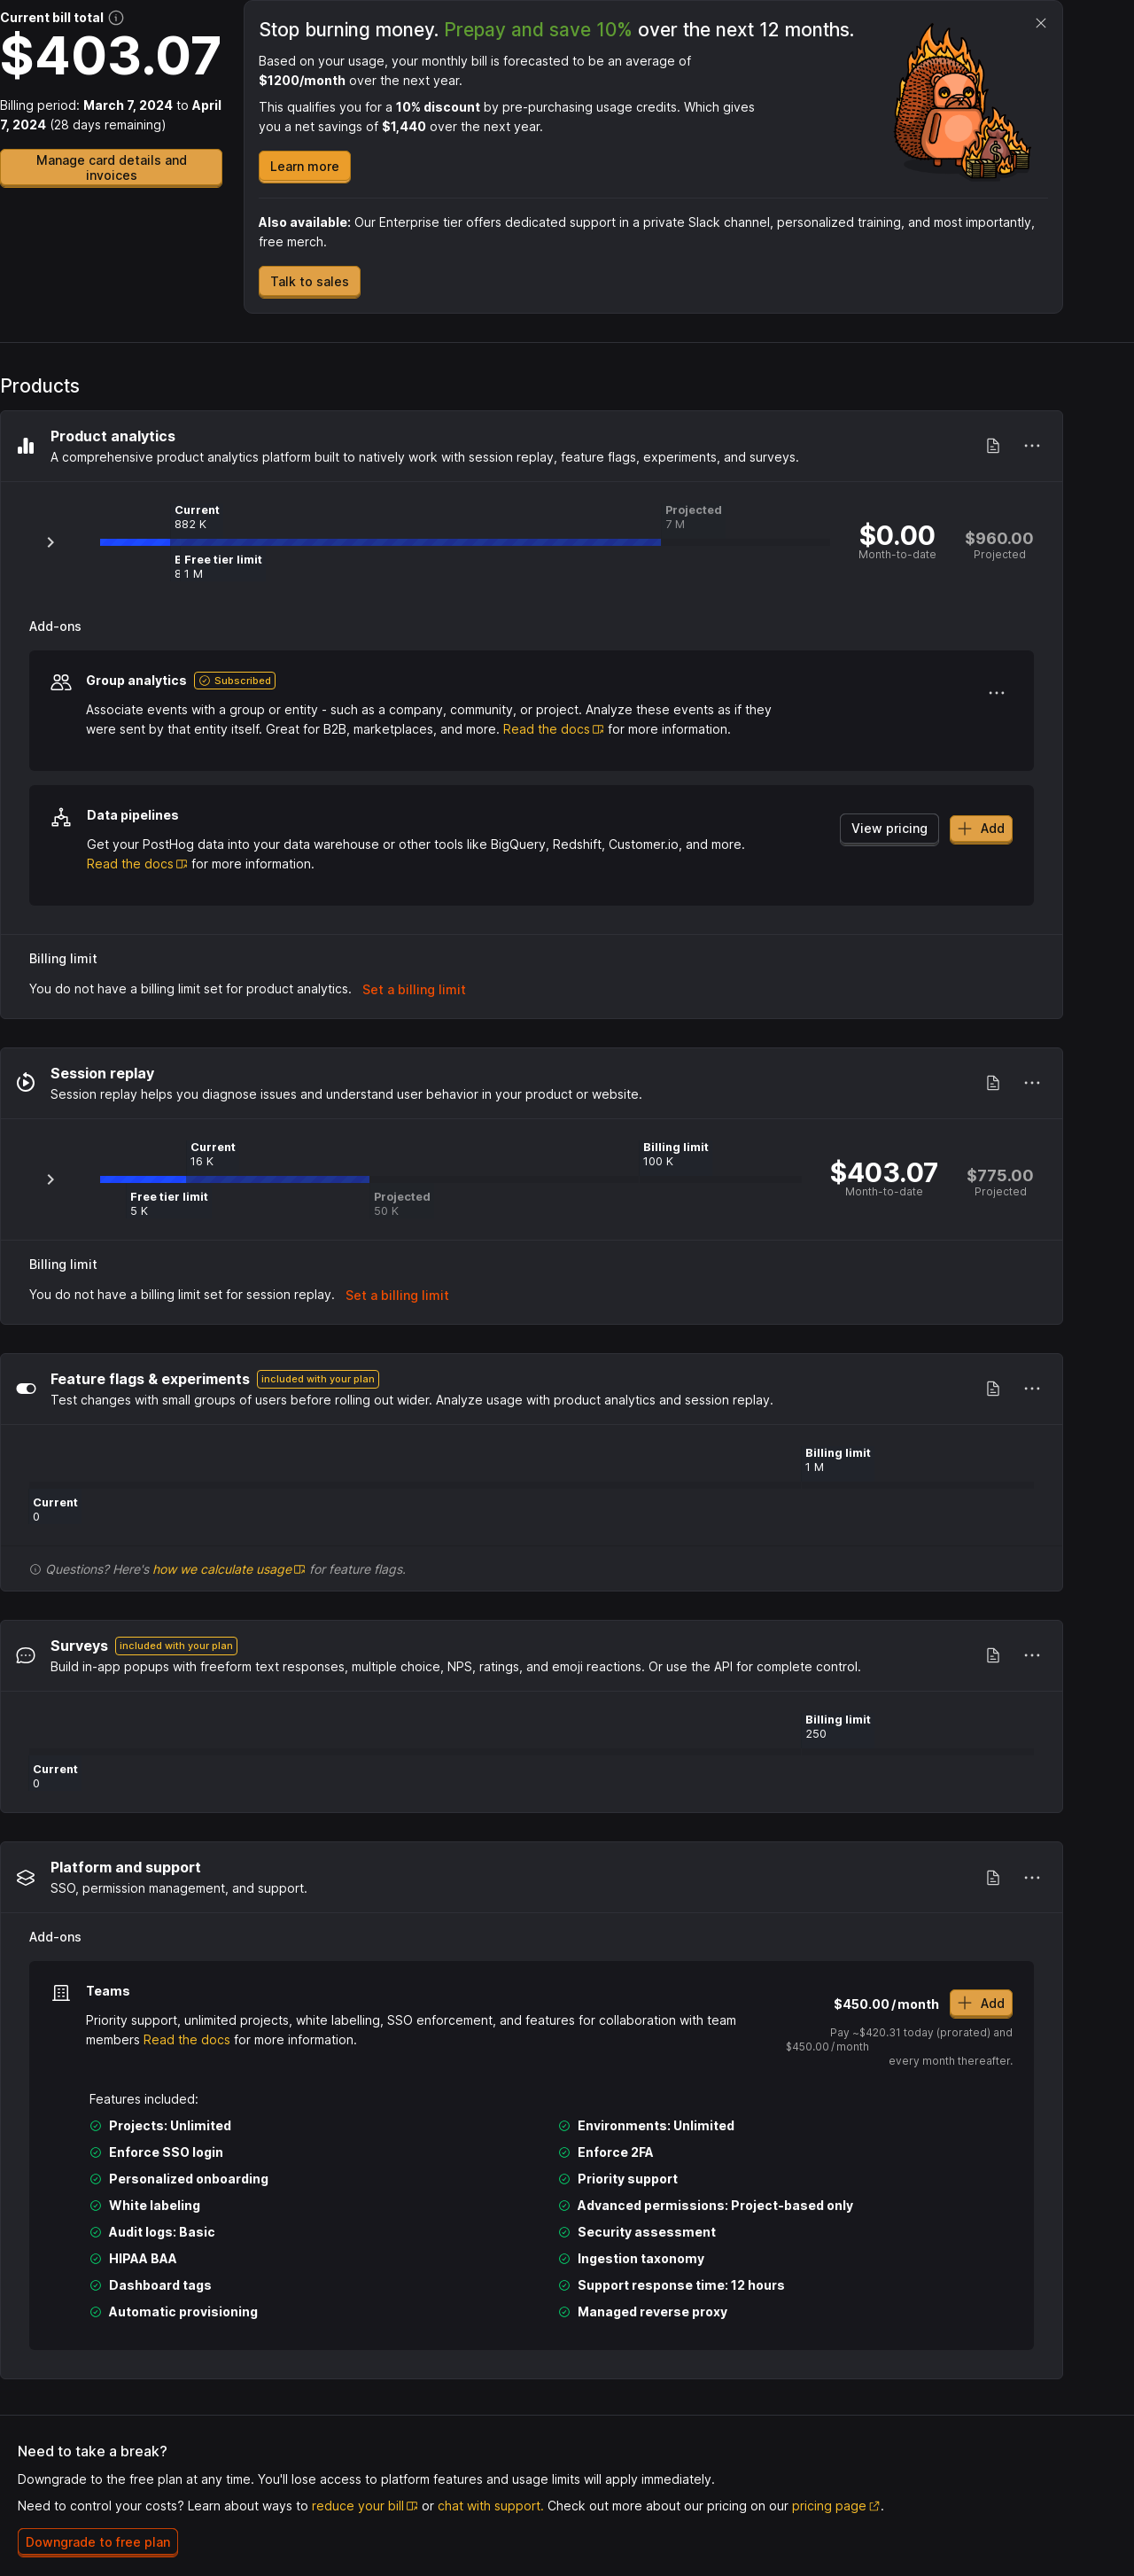 Current bill total
$403.07
Billing period: March 7, 2024 to April
7, 2024 (28 days remaining)
Manage card details and
invoices
Stop burning money. Prepay and save 10% over the next 12 months.
Based on your usage, your monthly bill is forecasted to be an average of
$1200/month over the next year.
This qualifies you for a 10% discount by pre-purchasing usage credits. Which gives
you a net savings of $1,440 over the next year.
Learn more
Also available: Our Enterprise tier offers dedicated support in a private Slack channel, personalized training, and most importantly,
free merch.
Talk to sales
Products
Product analytics
A comprehensive product analytics platform built to natively work with session replay, feature flags, experiments, and surveys.
Current
882 K
Projected
7 M
Free tier limit
1 M
$0.00
Month-to-date
$960.00
Projected
Add-ons
Group analytics
Subscribed
Associate events with a group or entity - such as a company, community, or project. Analyze these events as if they
were sent by that entity itself. Great for B2B, marketplaces, and more. Read the docs for more information.
Data pipelines
Get your PostHog data into your data warehouse or other tools like BigQuery, Redshift, Customer.io, and more.
Read the docs for more information.
View pricing
Add
Billing limit
You do not have a billing limit set for product analytics. Set a billing limit
Session replay
Session replay helps you diagnose issues and understand user behavior in your product or website.
Current
16 K
Billing limit
100 K
Free tier limit
5 K
Projected
50 K
$403.07
Month-to-date
$775.00
Projected
Billing limit
You do not have a billing limit set for session replay. Set a billing limit
Feature flags & experiments
included with your plan
Test changes with small groups of users before rolling out wider. Analyze usage with product analytics and session replay.
Billing limit
1 M
Current
0
Questions? Here's how we calculate usage for feature flags.
Surveys
included with your plan
Build in-app popups with freeform text responses, multiple choice, NPS, ratings, and emoji reactions. Or use the API for complete control.
Billing limit
250
Current
0
Platform and support
SSO, permission management, and support.
Add-ons
Teams
Priority support, unlimited projects, white labelling, SSO enforcement, and features for collaboration with team
members Read the docs for more information.
$450.00/month
Add
Pay ~$420.31 today (prorated) and
$450.00/month
every month thereafter.
Features included:
Projects: Unlimited
Environments: Unlimited
Enforce SSO login
Enforce 2FA
Personalized onboarding
Priority support
White labeling
Advanced permissions: Project-based only
Audit logs: Basic
Security assessment
HIPAA BAA
Ingestion taxonomy
Dashboard tags
Support response time: 12 hours
Automatic provisioning
Managed reverse proxy
Need to take a break?
Downgrade to the free plan at any time. You'll lose access to platform features and usage limits will apply immediately.
Need to control your costs? Learn about ways to reduce your bill or chat with support. Check out more about our pricing on our pricing page.
Downgrade to free plan